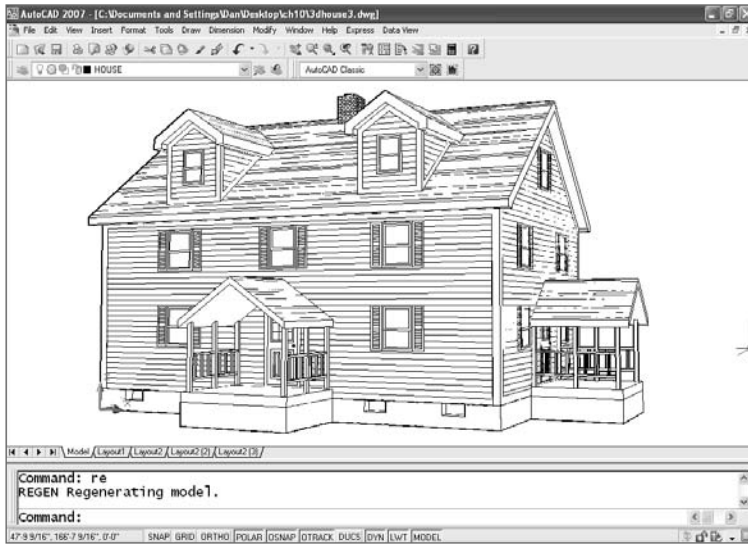 AutoCAD 2007 - [C:\Documents and Settings\Dan\Desktop\ch10\3dhouse3.dwg]
File Edit View Insert Format Tools Draw Dimension Modify Window Help Express Data View
HOUSE AutoCAD Classic
Model Layout1 Layout2 Layout2 (2) Layout2 (3)
Command: re
REGEN Regenerating model.
Command:
47'-9 9/16", 166'-7 9/16", 0'-0" SNAP GRID ORTHO POLAR OSNAP OTRACK DUCS DYN LWT MODEL